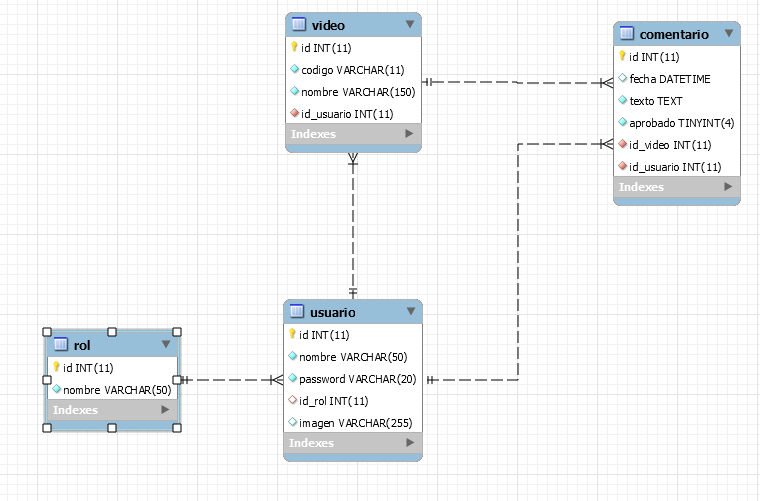 video
id INT(11)
codigo VARCHAR(11)
nombre VARCHAR(150)
id_usuario INT(11)
Indexes
comentario
id INT(11)
fecha DATETIME
texto TEXT
aprobado TINYINT(4)
id_video INT(11)
id_usuario INT(11)
Indexes
rol
id INT(11)
nombre VARCHAR(50)
Indexes
usuario
id INT(11)
nombre VARCHAR(50)
password VARCHAR(20)
id_rol INT(11)
imagen VARCHAR(255)
Indexes